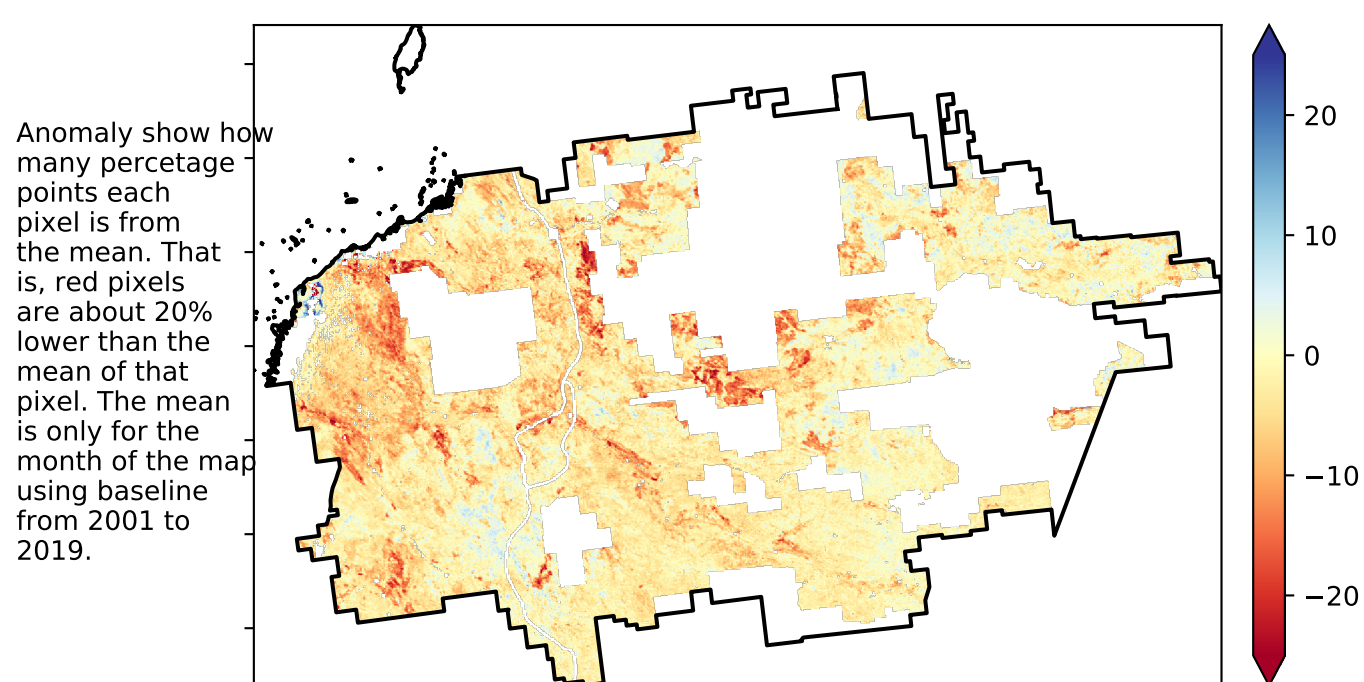 Anomaly show how
many percetage
points each
pixel is from
the mean. That
is, red pixels
are about 20%
lower than the
mean of that
pixel. The mean
is only for the
month of the map
using baseline
from 2001 to
2019.
20
10
0
−10
−20